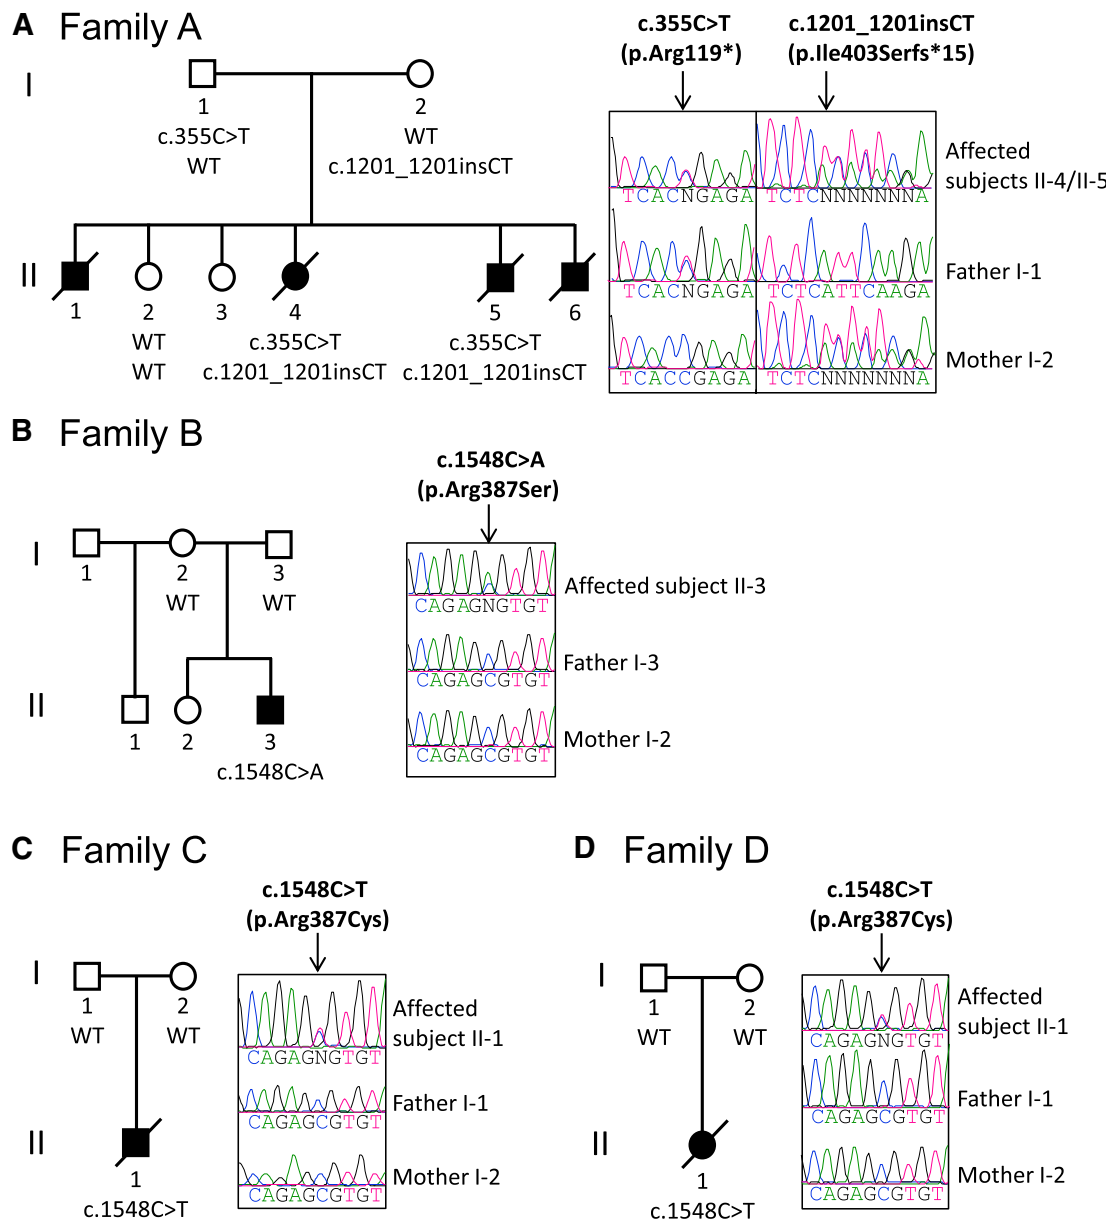 A Family A
c.355C>T
(p.Arg119*)
c.1201_1201insCT
(p.Ile403Serfs*15)
I
1
c.355C>T
WT
2
WT
c.1201_1201insCT
II
1
2
WT
WT
3
4
c.355C>T
c.1201_1201insCT
5
c.355C>T
c.1201_1201insCT
6
TCACNGAGA
TCTCNNNNNNNA
Affected
subjects II-4/II-5
TCACNGAGA
TCTCATTCAAGA
Father I-1
TCACCGAGA
TCTCNNNNNNNA
Mother I-2
B Family B
c.1548C>A
(p.Arg387Ser)
I
1
2
WT
3
WT
II
1
2
3
c.1548C>A
CAGAGNGTGT
Affected subject II-3
CAGAGCGTGT
Father I-3
CAGAGCGTGT
Mother I-2
C Family C
c.1548C>T
(p.Arg387Cys)
I
1
WT
2
WT
II
1
c.1548C>T
CAGAGNGTGT
Affected
subject II-1
CAGAGCGTGT
Father I-1
CAGAGCGTGT
Mother I-2
D Family D
c.1548C>T
(p.Arg387Cys)
I
1
WT
2
WT
II
1
c.1548C>T
CAGAGNGTGT
Affected
subject II-1
CAGAGCGTGT
Father I-1
CAGAGCGTGT
Mother I-2